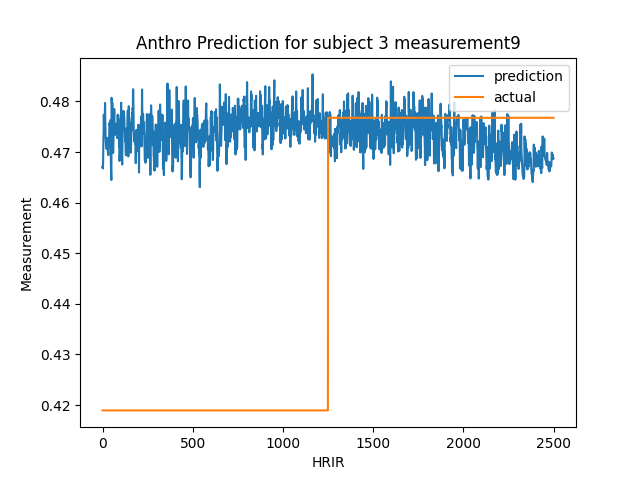 Anthro Prediction for subject 3 measurement9
prediction
actual
Measurement
0.48
0.47
0.46
0.45
0.44
0.43
0.42
0
500
1000
1500
2000
2500
HRIR